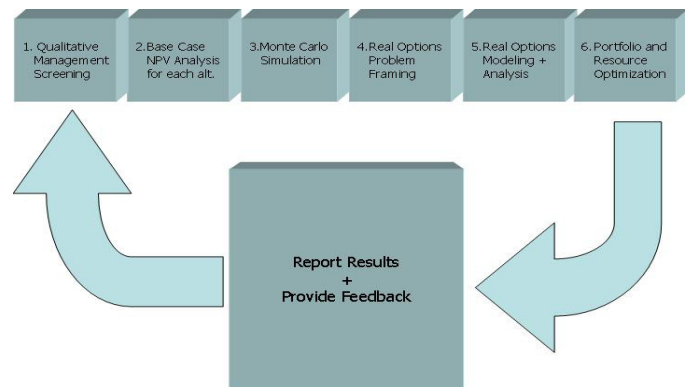 1. Qualitative
Management
Screening
2.Base Case
NPV Analysis
for each alt.
3.Monte Carlo
Simulation
4.Real Options
Problem
Framing
5.Real Options
Modeling +
Analysis
6.Portfolio and
Resource
Optimization
Report Results
+
Provide Feedback